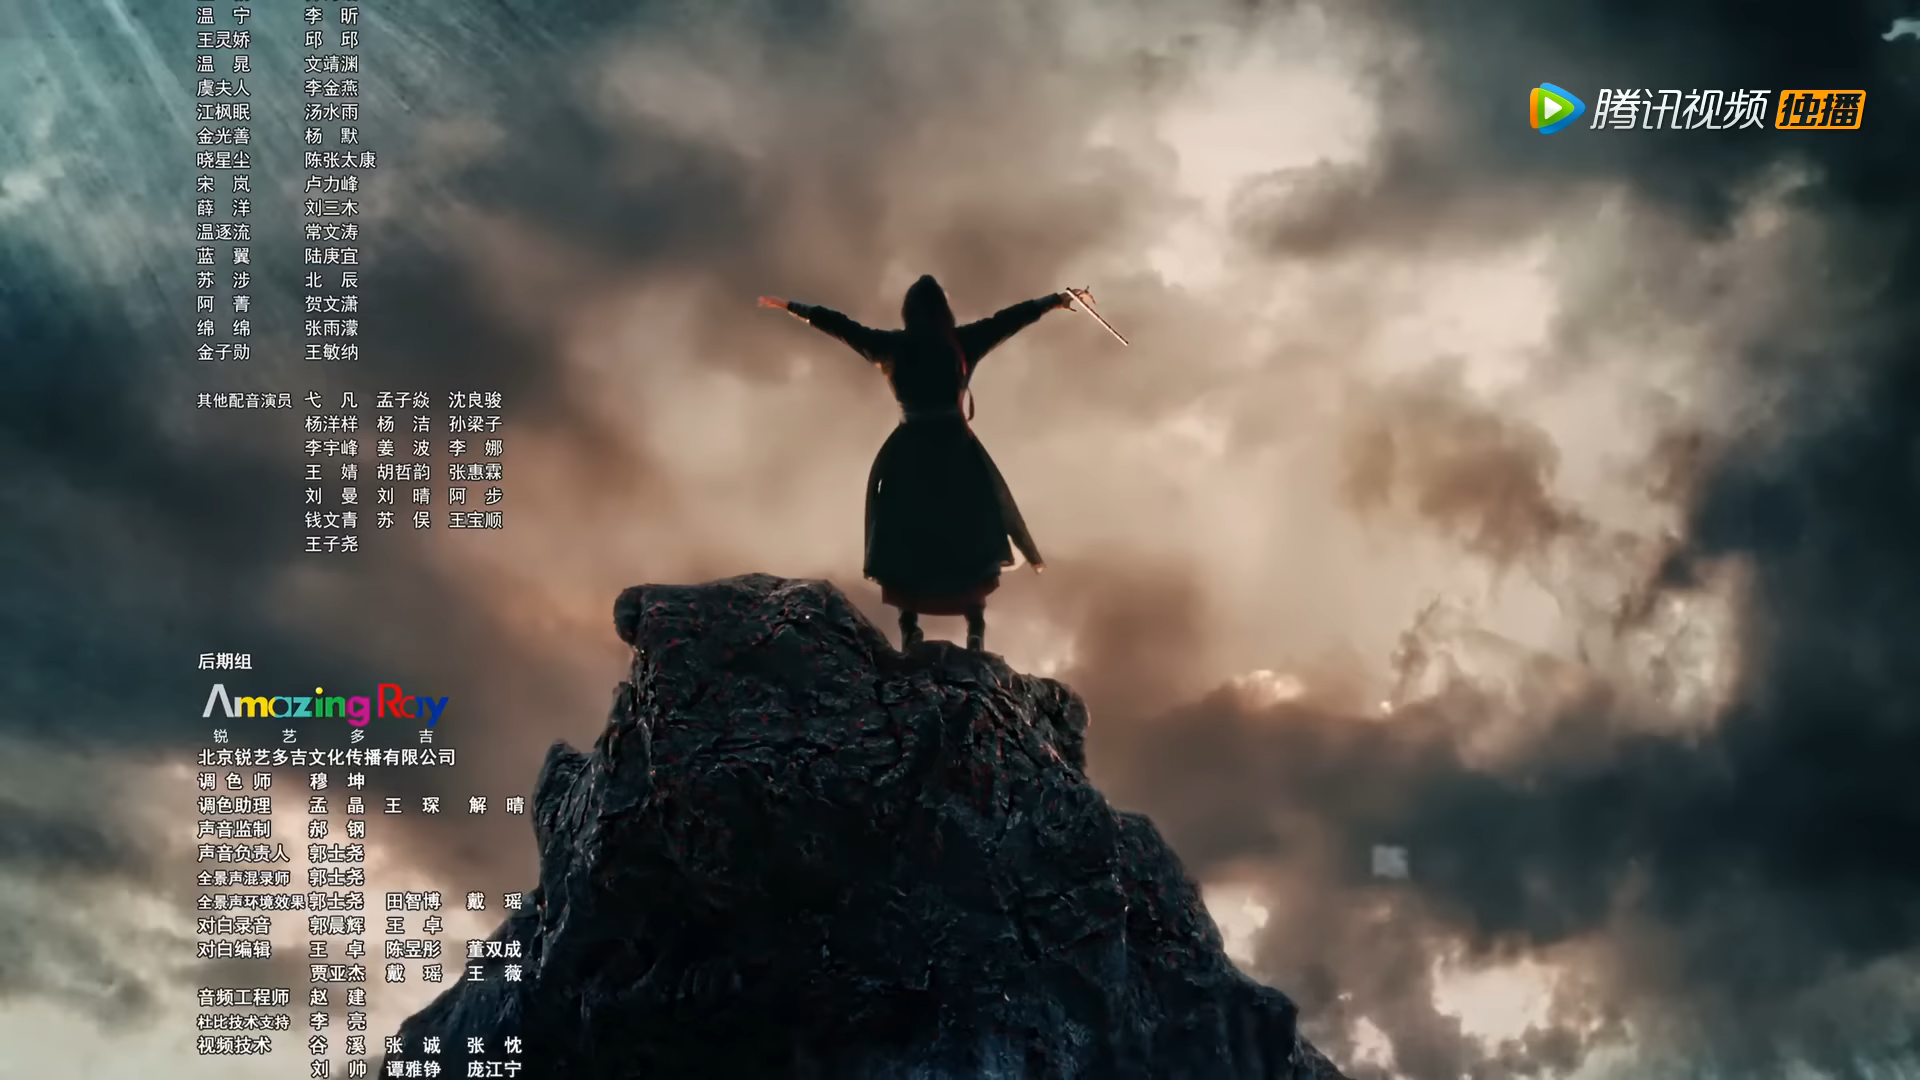 温 宁 李 昕
王灵娇 邱 邱
温 晁 文靖渊
虞夫人 李金燕
江枫眠 汤水雨
金光善 杨 默
晓星尘 陈张太康
宋 岚 卢力峰
薛 洋 刘三木
温逐流 常文涛
蓝 翼 陆庚宜
苏 涉 北 辰
阿 菁 贺文潇
绵 绵 张雨濛
金子勋 王敏纳
其他配音演员 弋 凡 孟子焱 沈良骏
杨洋样 杨 洁 孙梁子
李宇峰 姜 波 李 娜
王 婧 胡哲韵 张惠霖
刘 曼 刘 晴 阿 步
钱文青 苏 俣 王宝顺
王子尧
后期组
Amazing Ray
锐艺多吉
北京锐艺多吉文化传播有限公司
调色师 穆 坤
调色助理 孟 晶 王 琛 解 晴
声音监制 郝 钢
声音负责人 郭士尧
全景声混录师 郭士尧
全景声环境效果 郭士尧 田智博 戴 瑶
对白录音 郭晨辉 王 卓
对白编辑 王 卓 陈昱彤 董双成
贾亚杰 戴 瑶 王 薇
音频工程师 赵 建
杜比技术支持 李 亮
视频技术 谷 溪 张 诚 张 忱
刘 帅 谭雅铮 庞江宁
腾讯视频 独播